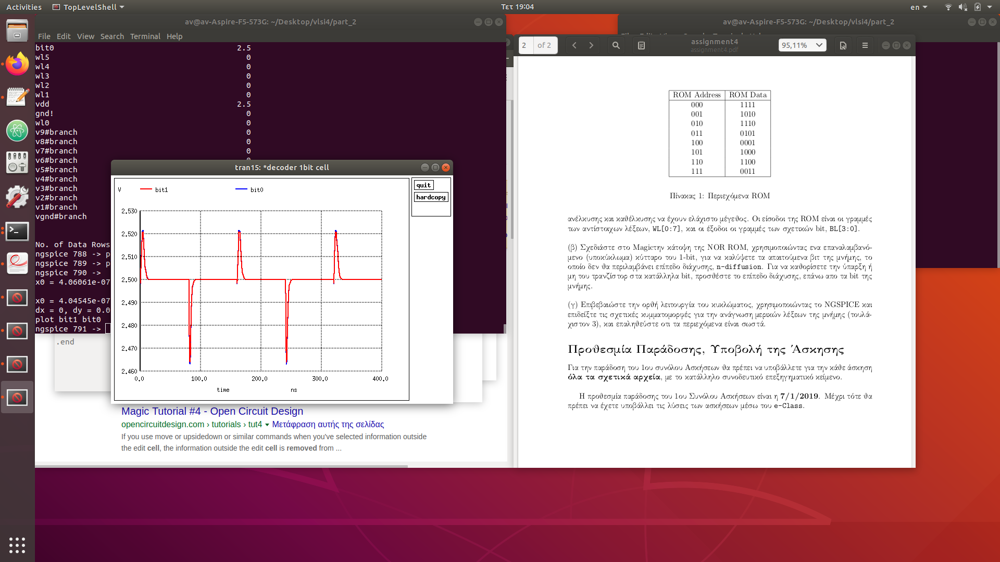 Activities
TopLevelShell
Τετ 19:04
en
av@av-Aspire-F5-573G: ~/Desktop/vlsi4/part_2
File Edit View Search Terminal Help
bit0 2.5
wl5 0
wl4 0
wl3 0
wl2 0
wl1 0
vdd 2.5
gnd! 0
wl0 0
v9#branch 0
v8#branch 0
v7#branch 0
v6#branch
v5#branch
v4#branch
v3#branch
v2#branch
v1#branch
vgnd#branch
No. of Data Rows
ngspice 788 -> p
ngspice 789 -> p
ngspice 790 ->
x0 = 4.06061e-07
x0 = 4.04545e-07
dx = 0, dy = 0.0
plot bit1 bit0
ngspice 791 ->
.end
tran15: *decoder 1bit cell
V
bit1
bit0
quit
hardcopy
2.530
2.520
2.510
2.500
2.490
2.480
2.470
2.460
0.0 100.0 200.0 300.0 400.0
time ns
Magic Tutorial #4 - Open Circuit Design
opencircuitdesign.com › tutorials › tut4 Μετάφραση αυτής της σελίδας
If you use move or upsidedown or similar commands when you've selected information outside
the edit cell, the information outside the edit cell is removed from ...
av@av-Aspire-F5-573G: ~/Desktop/vlsi4/part_2
2 of 2
assignment4
assignment4.pdf
95,11%
ROM Address ROM Data
000 1111
001 1010
010 1110
011 0101
100 0001
101 1000
110 1100
111 0011
Πίνακας 1: Περιεχόμενα ROM
ανέλκυσης και καθέλκυσης να έχουν ελάχιστο μέγεθος. Οι είσοδοι της ROM είναι οι γραμμές
των αντίστοιχων λέξεων, WL[0:7], και οι έξοδοι οι γραμμές των σχετικών bit, BL[3:0].
(β) Σχεδιάστε στο Magicτην κάτοψη της NOR ROM, χρησιμοποιώντας ενα επαναλαμβανό-
μενο (υποκύκλωμα) κύτταρο του 1-bit, για να καλύψετε τα απαιτούμενα βιτ της μνήμης, το
οποίο δεν θα περιλαμβάνει επίπεδο διάχυσης, n-diffusion. Για να καθορίσετε την ύπαρξη ή
μη του τρανζίστορ στα κατάλληλα bit, προσθέστε το επίπεδο διάχυσης, επάνω απο τα bit της
μνήμης.
(γ) Επιβεβαιώστε την ορθή λειτουργία του κυκλώματος, χρησιμοποιώντας το NGSPICE και
επιδείξτε τις σχετικές κυμματομορφές για την ανάγνωση μερικών λέξεων της μνήμης (τουλά-
χιστον 3), και επαληθεύστε οτι τα περιεχόμενα είναι σωστά.
Προθεσμία Παράδοσης, Υποβολή της Άσκησης
Για την παράδοση του 1ου συνόλου Ασκήσεων θα πρέπει να υποβάλλετε για την κάθε άσκηση
όλα τα σχετικά αρχεία, με το κατάλληλο συνοδευτικό επεξηγηματικό κείμενο.
Η προθεσμία παράδοσης του 1ου Συνόλου Ασκήσεων είναι η 7/1/2019. Μέχρι τότε θα
πρέπει να έχετε υποβάλλει τις λύσεις των ασκήσεων μέσω του e-Class.